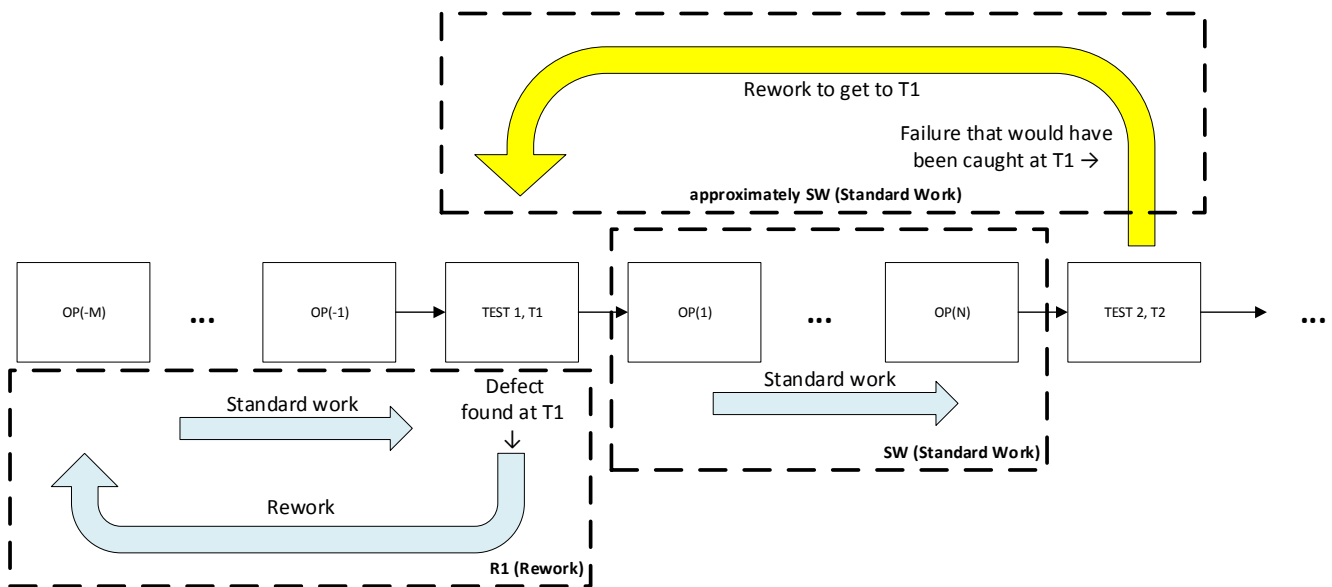 Rework to get to T1
Failure that would have
been caught at T1 →
approximately SW (Standard Work)
OP(-M)
...
OP(-1)
TEST 1, T1
OP(1)
...
OP(N)
TEST 2, T2
...
Standard work
Defect
found at T1
↓
Rework
R1 (Rework)
Standard work
SW (Standard Work)